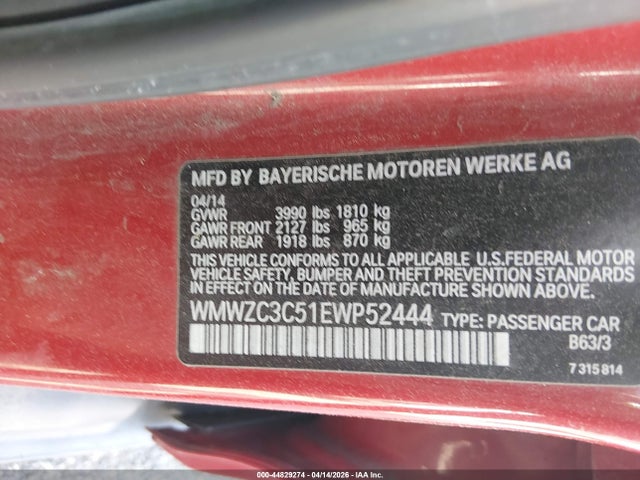 MFD BY BAYERISCHE MOTOREN WERKE AG
04/14
GVWR 3990 lbs 1810 kg
GAWR FRONT 2127 lbs 965 kg
GAWR REAR 1918 lbs 870 kg
THIS VEHICLE CONFORMS TO ALL APPLICABLE U.S.FEDERAL MOTOR
VEHICLE SAFETY, BUMPER AND THEFT PREVENTION STANDARDS
IN EFFECT ON THE DATE OF MANUFACTURE SHOWN ABOVE.
WMWZC3C51EWP52444 TYPE: PASSENGER CAR
B63/3
7 315 814
000-44829274 - 04/14/2026 - IAA Inc.